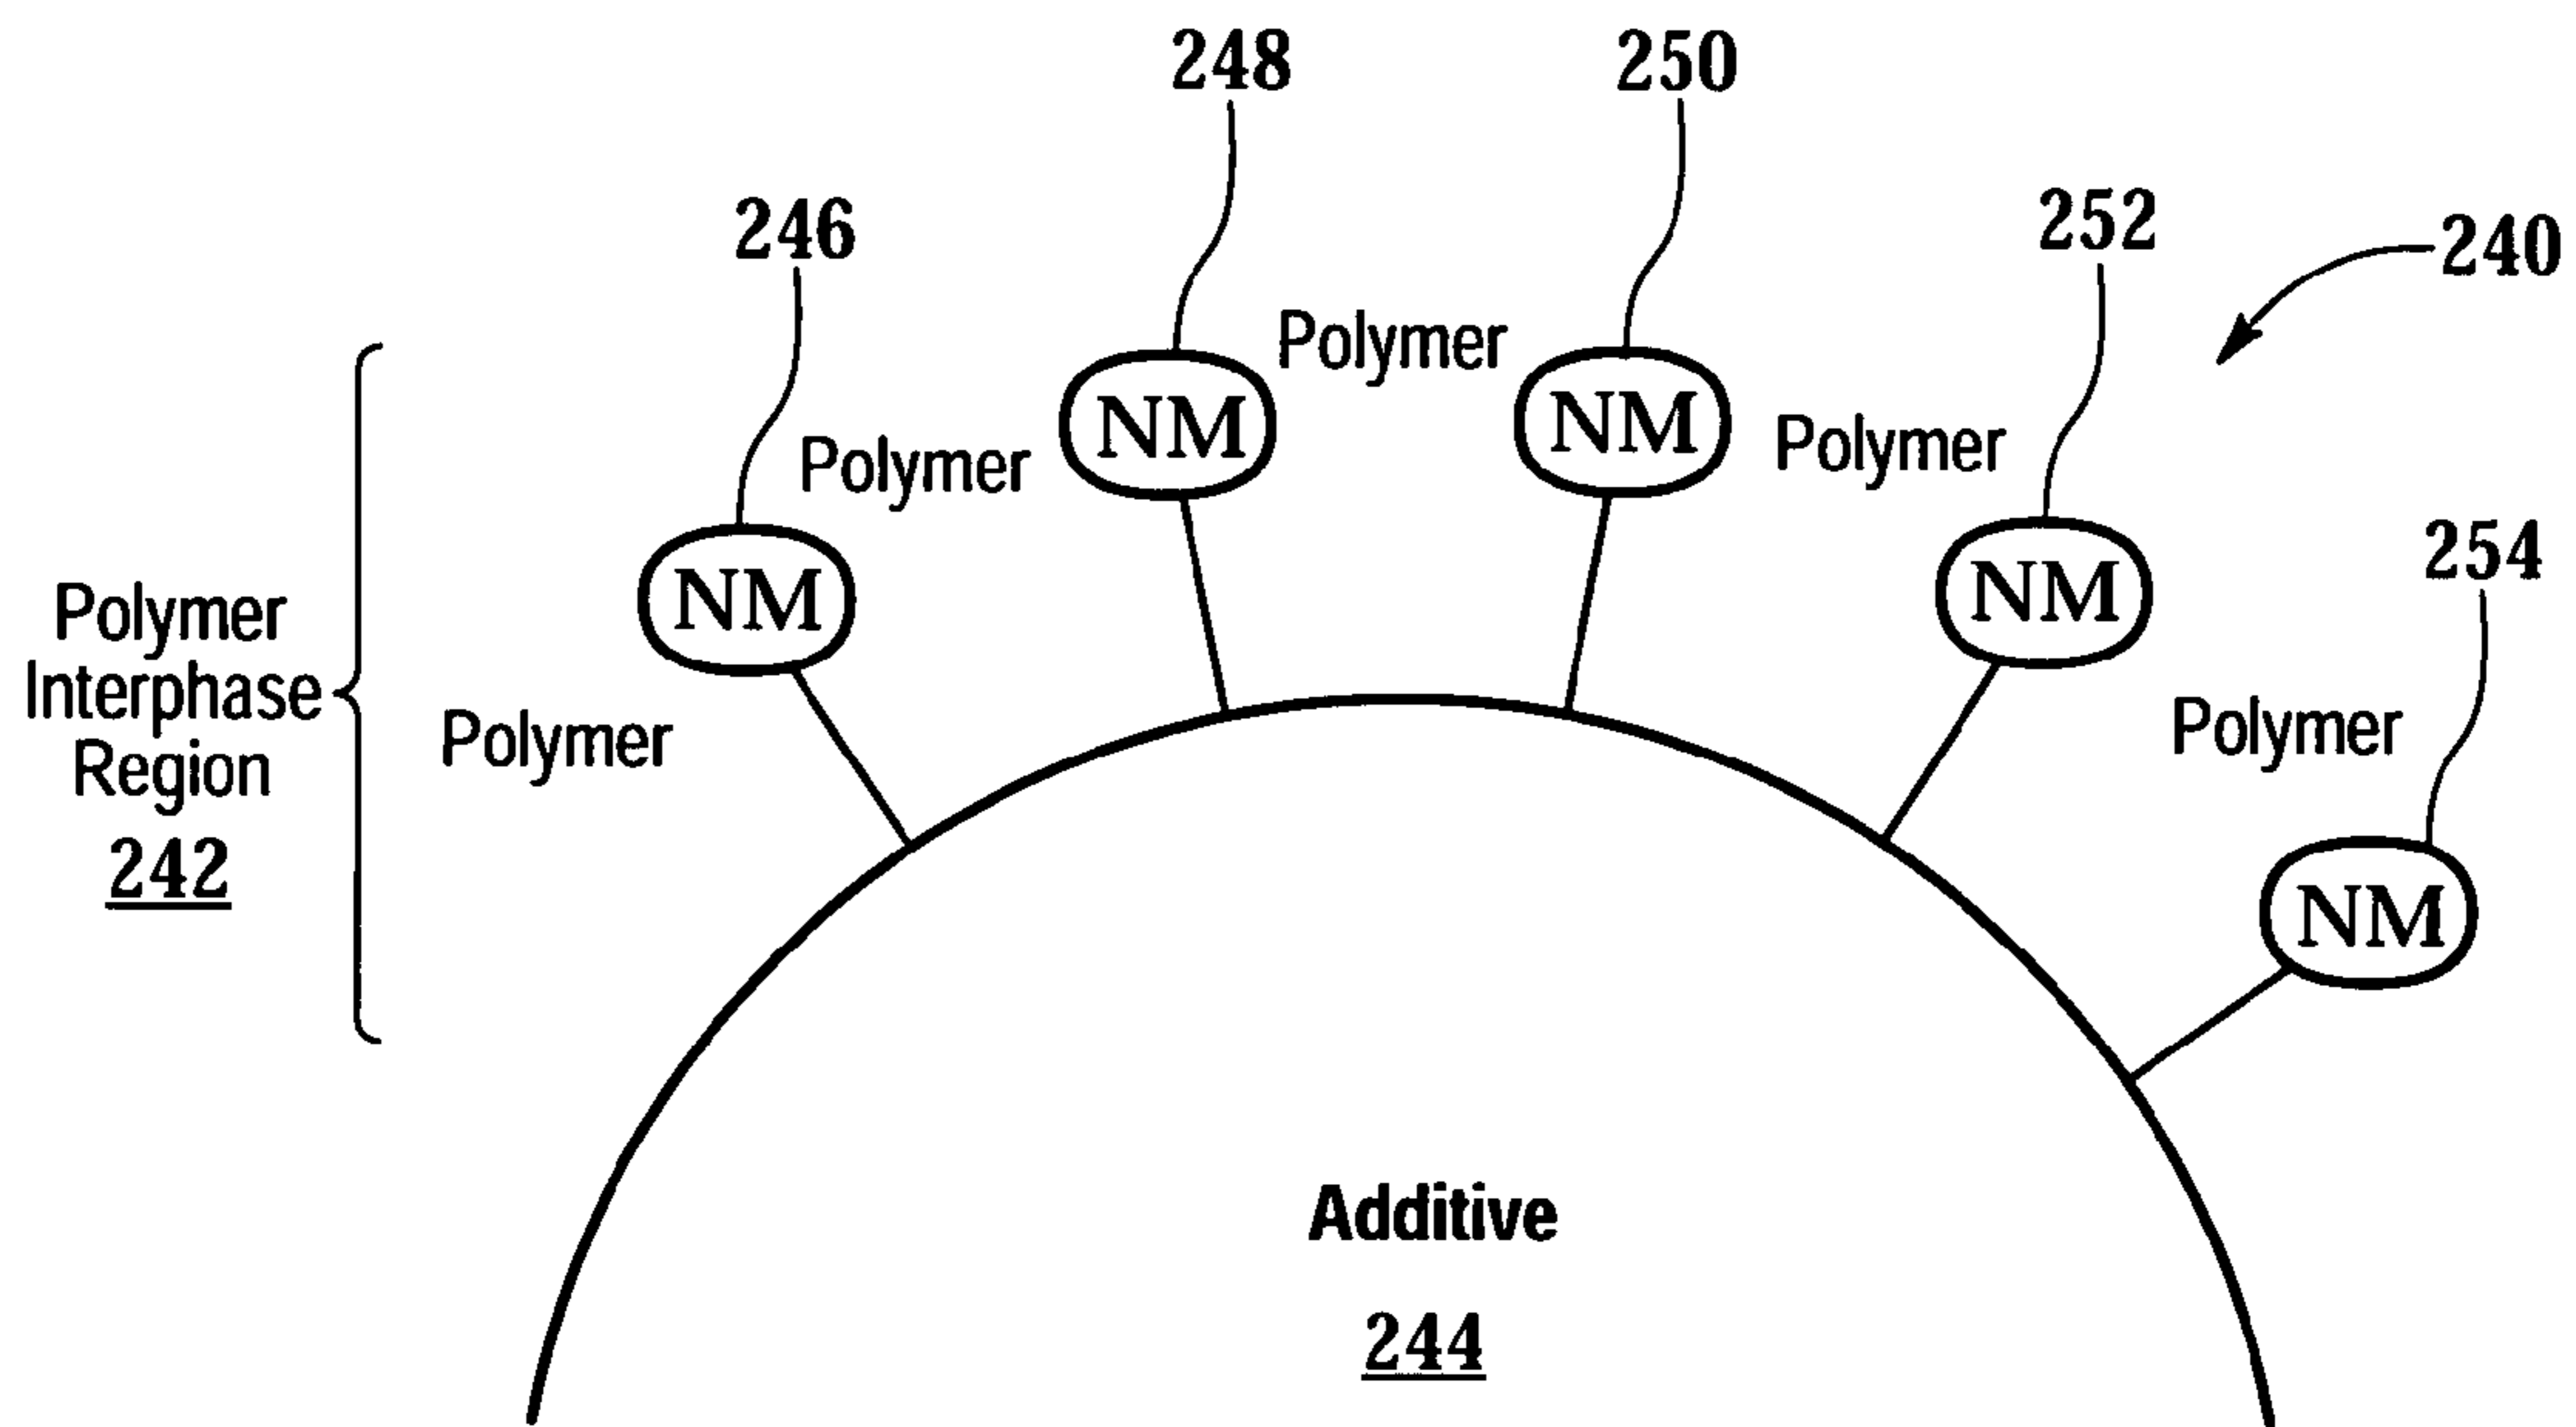 248
250
246
252
240
Polymer
NM
NM
Polymer
Polymer
254
NM
NM
Polymer
Interphase
Region
242
Polymer
Polymer
NM
Additive
244